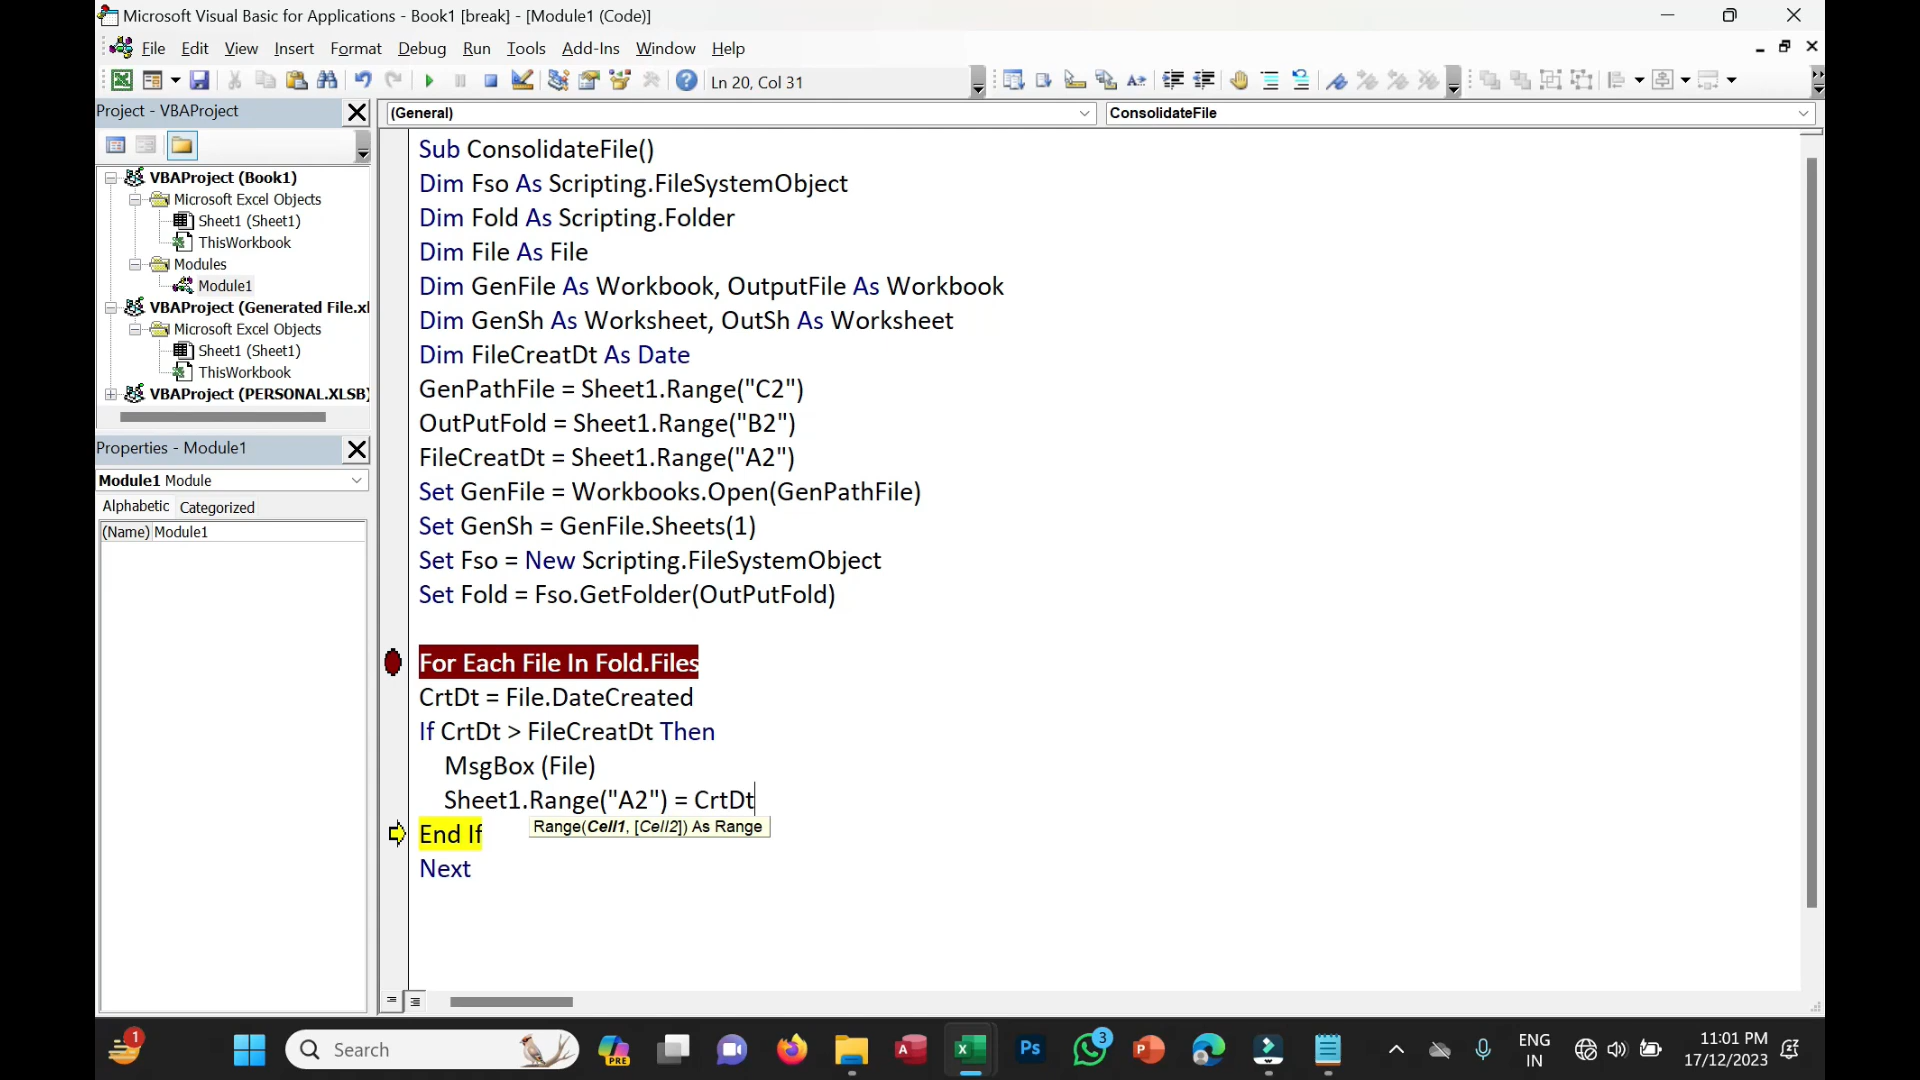 Microsoft Visual Basic for Applications - Book1 [break] - [Module1 (Code)]
File Edit View Insert Format Debug Run Tools Add-Ins Window Help
Ln 20, Col 31
Project - VBAProject
(General)
ConsolidateFile
VBAProject (Book1)
Microsoft Excel Objects
Sheet1 (Sheet1)
ThisWorkbook
Modules
Module1
VBAProject (Generated File.xl
Microsoft Excel Objects
Sheet1 (Sheet1)
ThisWorkbook
VBAProject (PERSONAL.XLSB)
Properties - Module1
Module1 Module
Alphabetic Categorized
(Name) Module1
Sub ConsolidateFile()
Dim Fso As Scripting.FileSystemObject
Dim Fold As Scripting.Folder
Dim File As File
Dim GenFile As Workbook, OutputFile As Workbook
Dim GenSh As Worksheet, OutSh As Worksheet
Dim FileCreatDt As Date
GenPathFile = Sheet1.Range("C2")
OutPutFold = Sheet1.Range("B2")
FileCreatDt = Sheet1.Range("A2")
Set GenFile = Workbooks.Open(GenPathFile)
Set GenSh = GenFile.Sheets(1)
Set Fso = New Scripting.FileSystemObject
Set Fold = Fso.GetFolder(OutPutFold)
For Each File In Fold.Files
CrtDt = File.DateCreated
If CrtDt > FileCreatDt Then
MsgBox (File)
Sheet1.Range("A2") = CrtDt
Range(Cell1, [Cell2]) As Range
End If
Next
1
Search
PRE
A
X
Ps
3
P
ENG
IN
11:01 PM
17/12/2023